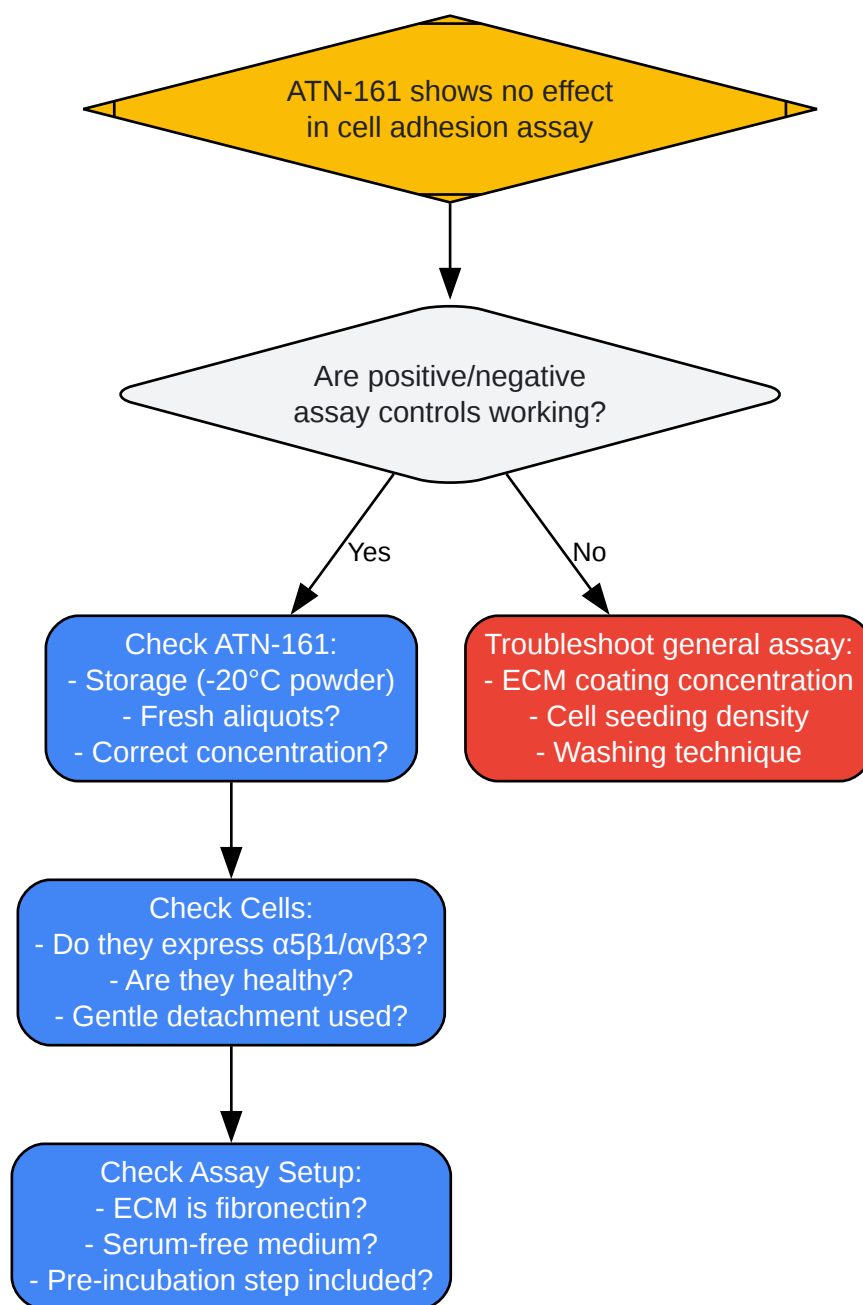 ATN-161 shows no effect
in cell adhesion assay
Are positive/negative
assay controls working?
Yes
No
Check ATN-161:
- Storage (-20°C powder)
- Fresh aliquots?
- Correct concentration?
Troubleshoot general assay:
- ECM coating concentration
- Cell seeding density
- Washing technique
Check Cells:
- Do they express α5β1/αvβ3?
- Are they healthy?
- Gentle detachment used?
Check Assay Setup:
- ECM is fibronectin?
- Serum-free medium?
- Pre-incubation step included?